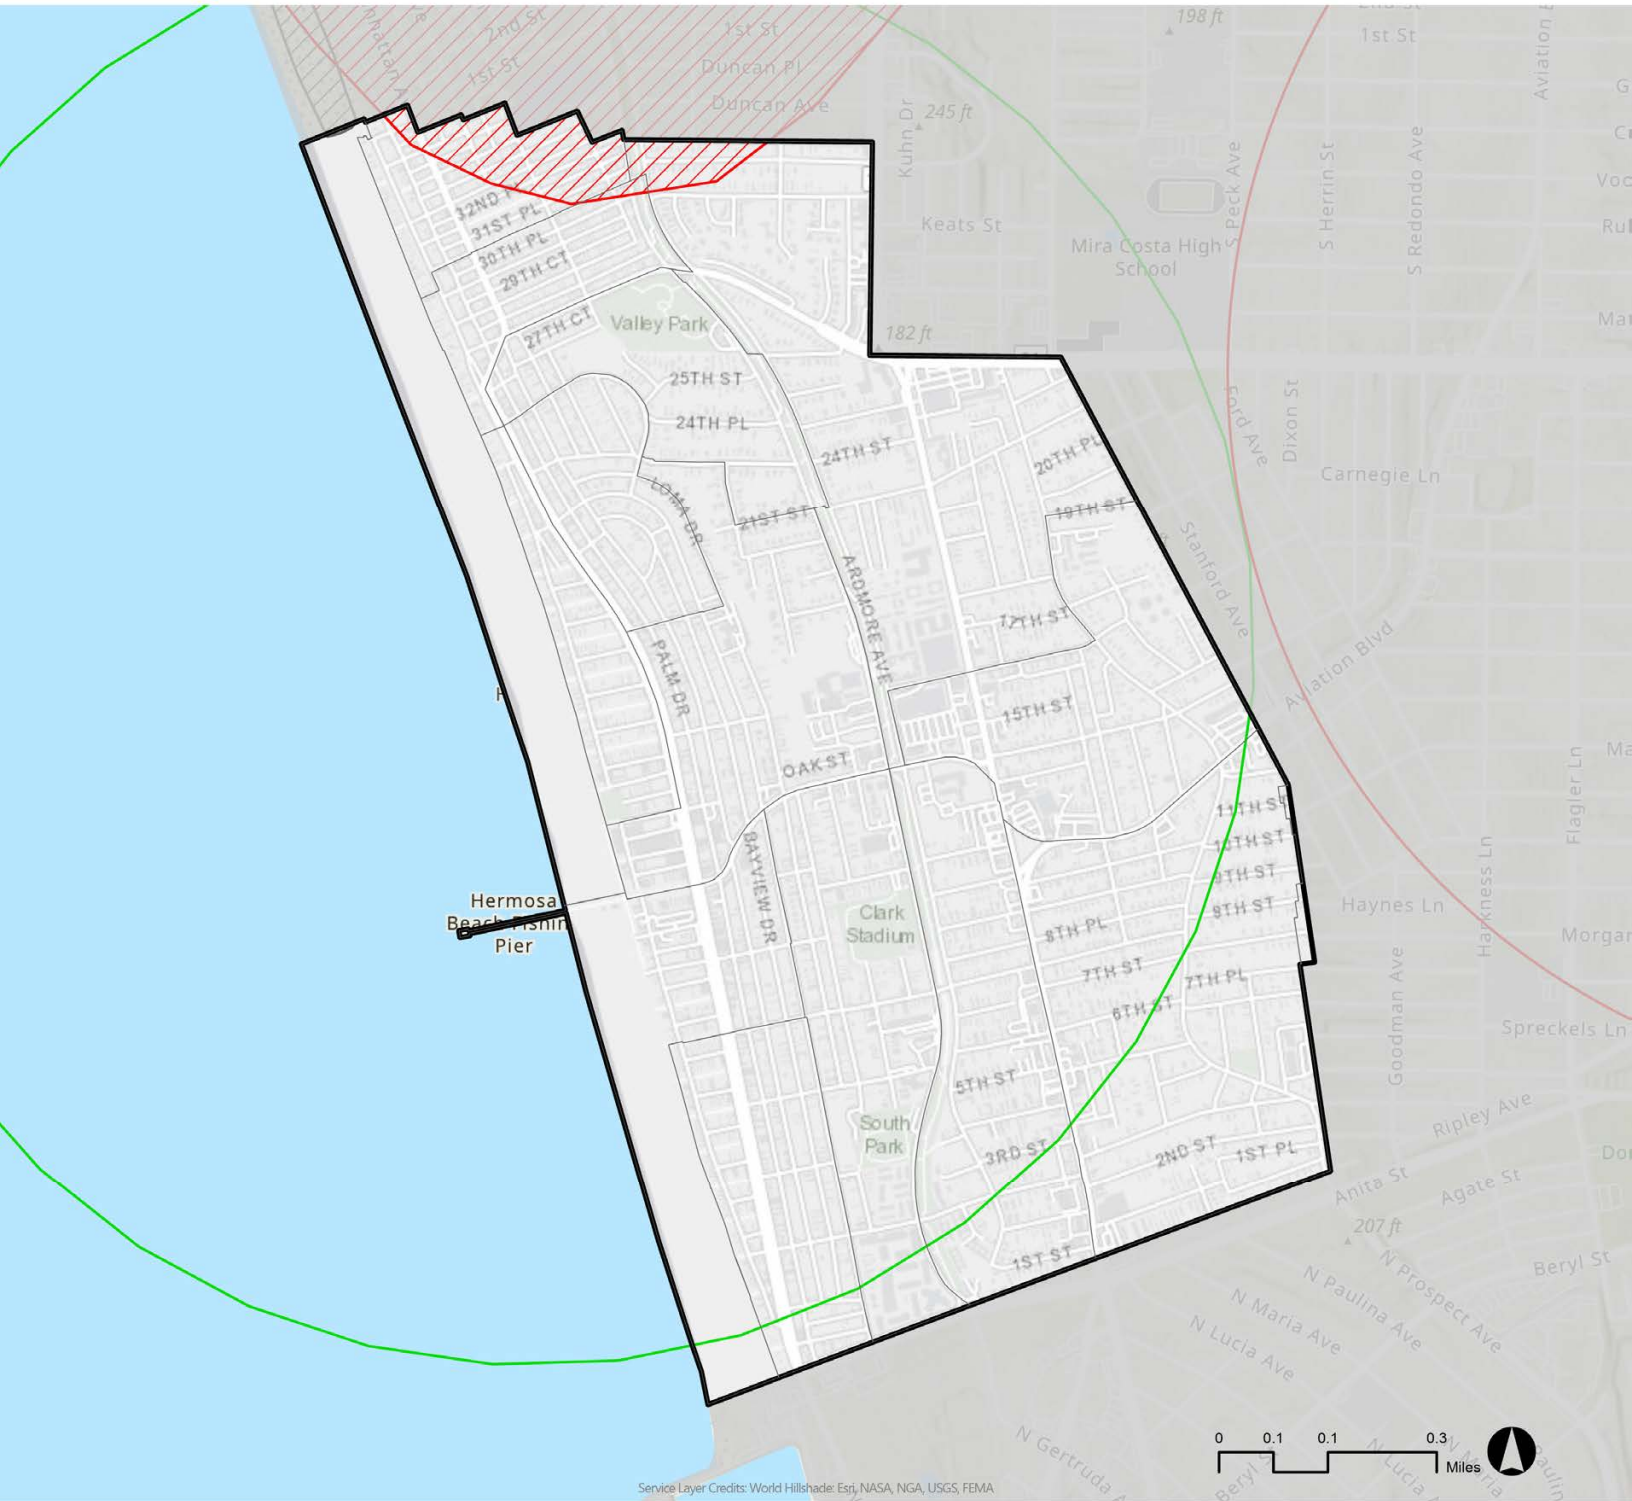 2nd St
1st St
198 ft
1st St
1st St
Duncan Pl
Duncan Ave
Kuhn Dr
245 ft
S Peck Ave
S Herrin St
S Redondo Ave
Keats St
Mira Costa High
School
32ND
31ST PL
30TH PL
29TH CT
27TH CT
Valley Park
182 ft
25TH ST
24TH PL
24TH ST
20TH PL
Dixon St
Carnegie Ln
LOMA DR
21ST ST
19TH ST
Stanford Ave
ARDMORE AVE
17TH ST
PALM DR
15TH ST
Aviation Blvd
OAK ST
11TH ST
10TH ST
9TH ST
8TH ST
BAYVIEW DR
Flagler Ln
Harkness Ln
Haynes Ln
Hermosa
Beach Fishin
Pier
Clark
Stadium
8TH PL
7TH ST
7TH PL
6TH ST
Goodman Ave
Spreckels Ln
5TH ST
South
Park
3RD ST
2ND ST
1ST PL
Ripley Ave
Anita St
Agate St
207 ft
1ST ST
Beryl St
N Prospect Ave
N Paulina Ave
N Maria Ave
N Lucia Ave
N Gertruda A
0 0.1 0.1 0.3
Miles
Service Layer Credits: World Hillshade: Esri, NASA, NGA, USGS, FEMA